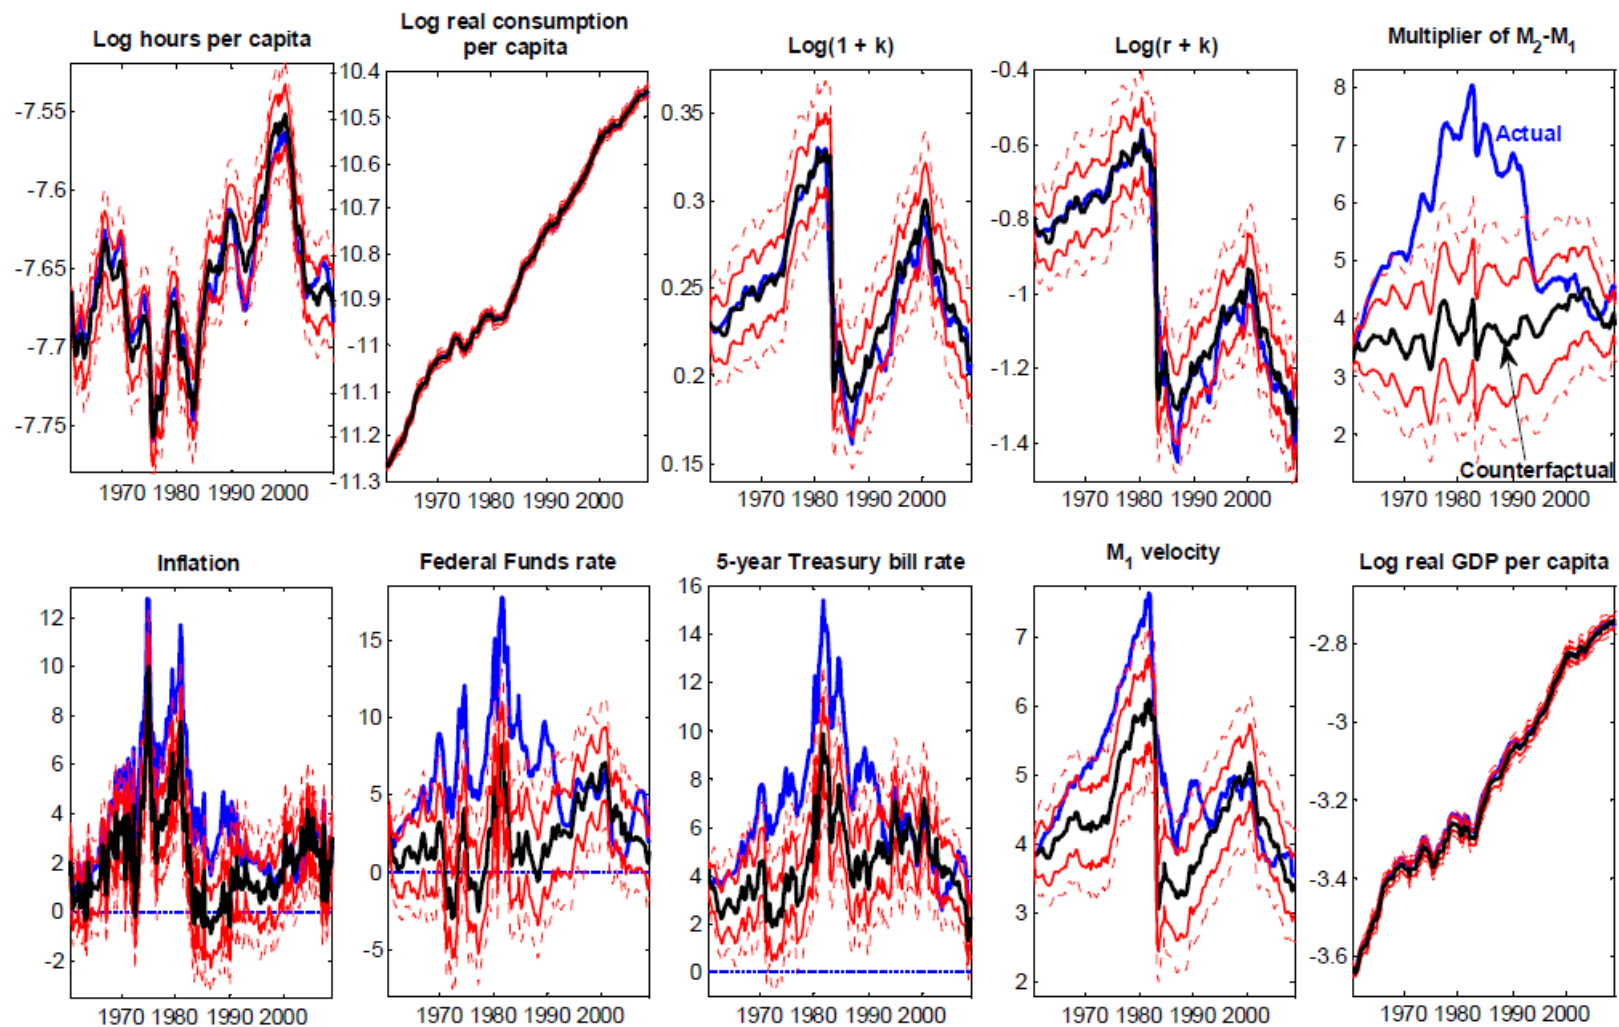 Log hours per capita
-7.55
-7.6
-7.65
-7.7
-7.75
1970 1980 1990 2000
Log real consumption
per capita
10.4
10.5
10.6
10.7
10.8
10.9
-11
11.1
11.2
-11.3
1970 1980 1990 2000
Log(1 + k)
0.35
0.3
0.25
0.2
0.15
1970 1980 1990 2000
Log(r + k)
-0.4
-0.6
-0.8
-1
-1.2
-1.4
1970 1980 1990 2000
Multiplier of M2-M1
8
7
6
5
4
3
2
Actual
Counterfactual
1970 1980 1990 2000
Inflation
12
10
8
6
4
2
0
-2
1970 1980 1990 2000
Federal Funds rate
15
10
5
0
-5
1970 1980 1990 2000
5-year Treasury bill rate
16
14
12
10
8
6
4
2
0
1970 1980 1990 2000
M1 velocity
7
6
5
4
3
2
1970 1980 1990 2000
Log real GDP per capita
-2.8
-3
-3.2
-3.4
-3.6
1970 1980 1990 2000